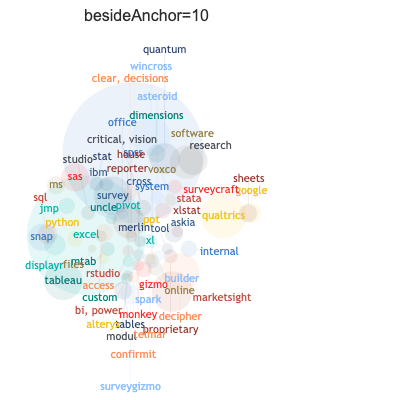 besideAnchor=10
quantum
wincross
clear, decisions
asteroid
dimensions
office
software
critical, vision
research
spss
house
studio
stat
reporter
voxco
ibm
sas
cross
sheets
ms
system
surveycraft
google
sql
survey
stata
jmp
uncle
pivot
xlstat
qualtrics
python
ppt
askia
merlin
tool
snap
excel
xl
internal
displayr
files
mtab
tableau
rstudio
builder
access
gizmo
online
custom
spark
marketsight
bi, power
monkey
decipher
alteryx
tables
proprietary
modul
telmar
confirmit
surveygizmo